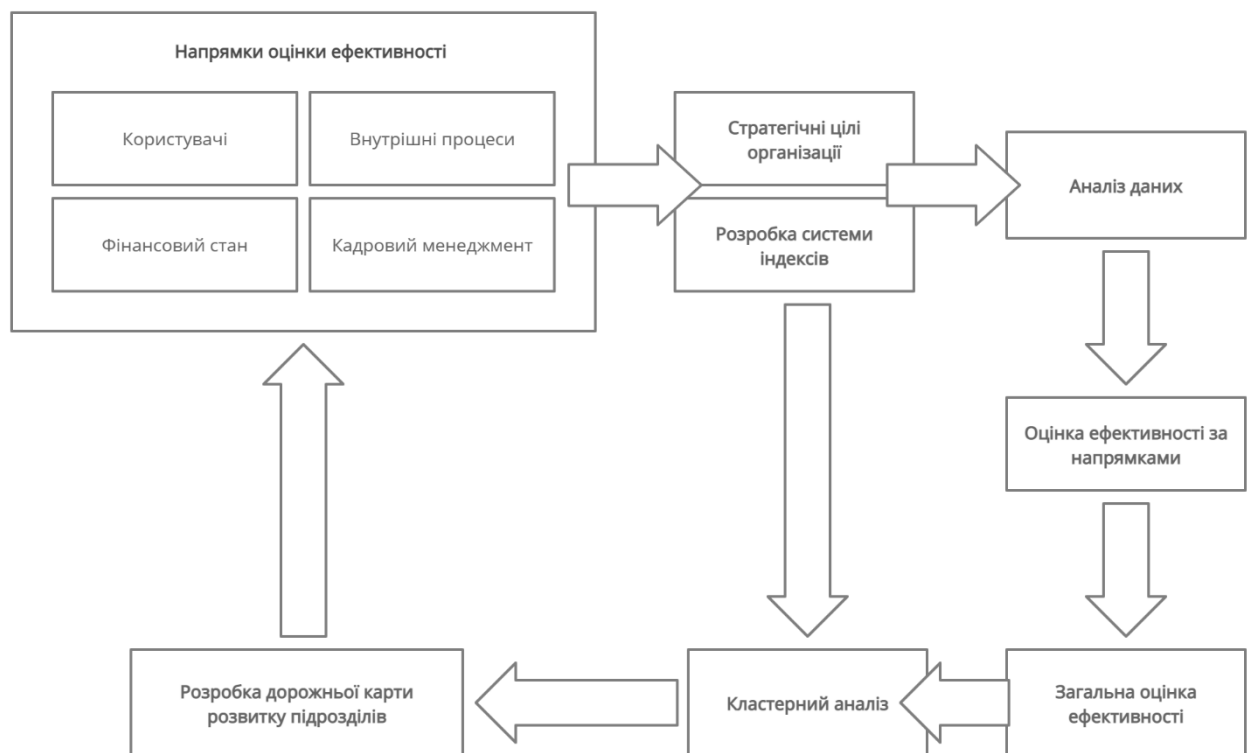 Напрямки оцінки ефективності
Користувачі
Внутрішні процеси
Фінансовий стан
Кадровий менеджмент
Стратегічні цілі
організації
Розробка системи
індексів
Аналіз даних
Оцінка ефективності за
напрямками
Загальна оцінка
ефективності
Кластерний аналіз
Розробка дорожньої карти
розвитку підрозділів